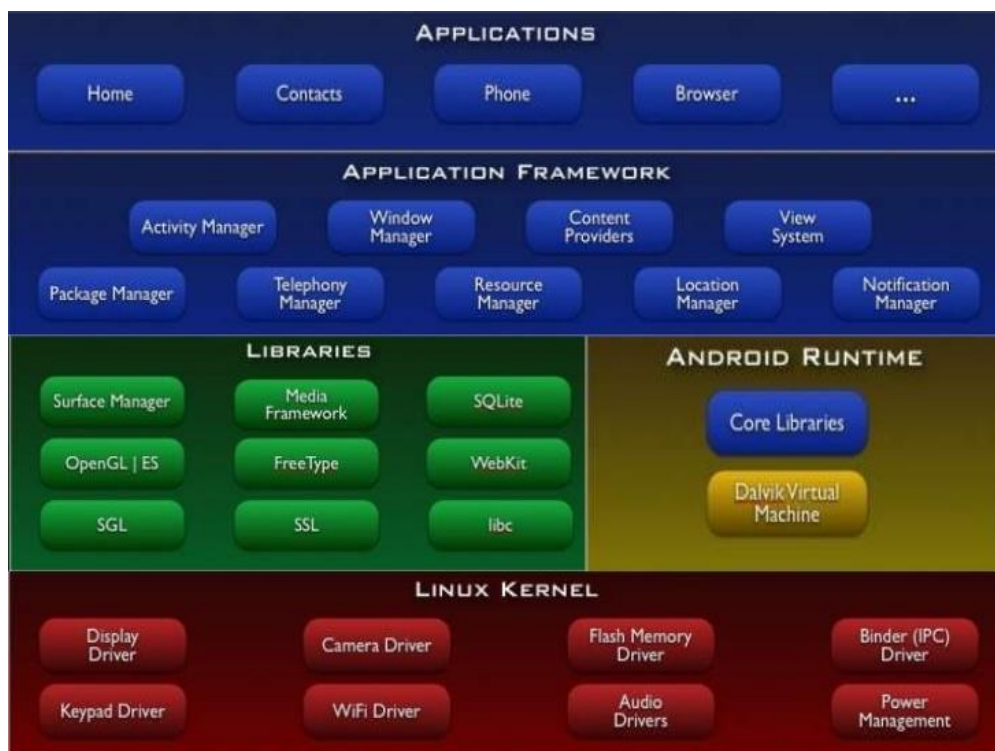 APPLICATIONS
Home
Contacts
Phone
Browser
...
APPLICATION FRAMEWORK
Activity Manager
Window
Manager
Content
Providers
View
System
Package Manager
Telephony
Manager
Resource
Manager
Location
Manager
Notification
Manager
LIBRARIES
Surface Manager
Media
Framework
SQLite
OpenGL | ES
FreeType
WebKit
SGL
SSL
libc
ANDROID RUNTIME
Core Libraries
Dalvik Virtual
Machine
LINUX KERNEL
Display
Driver
Camera Driver
Flash Memory
Driver
Binder (IPC)
Driver
Keypad Driver
WiFi Driver
Audio
Drivers
Power
Management